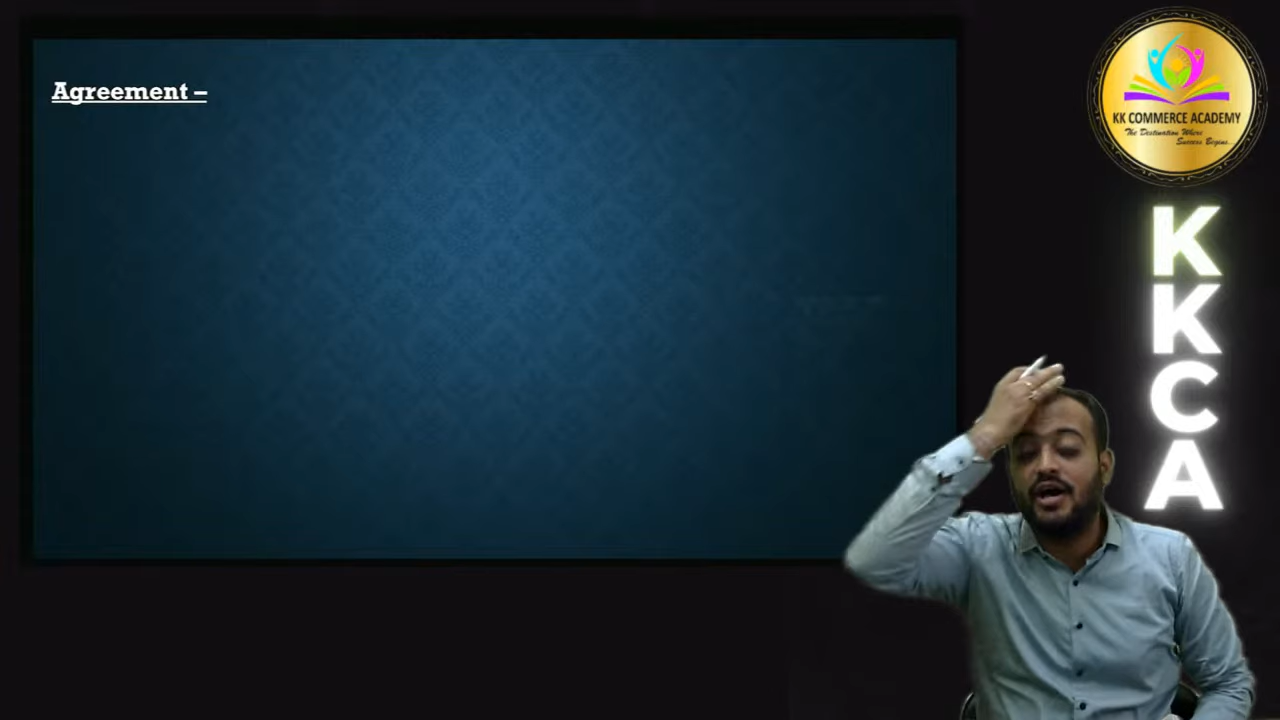 Agreement –
KK COMMERCE ACADEMY
The Destination Where
Success Begins...
K
K
C
A